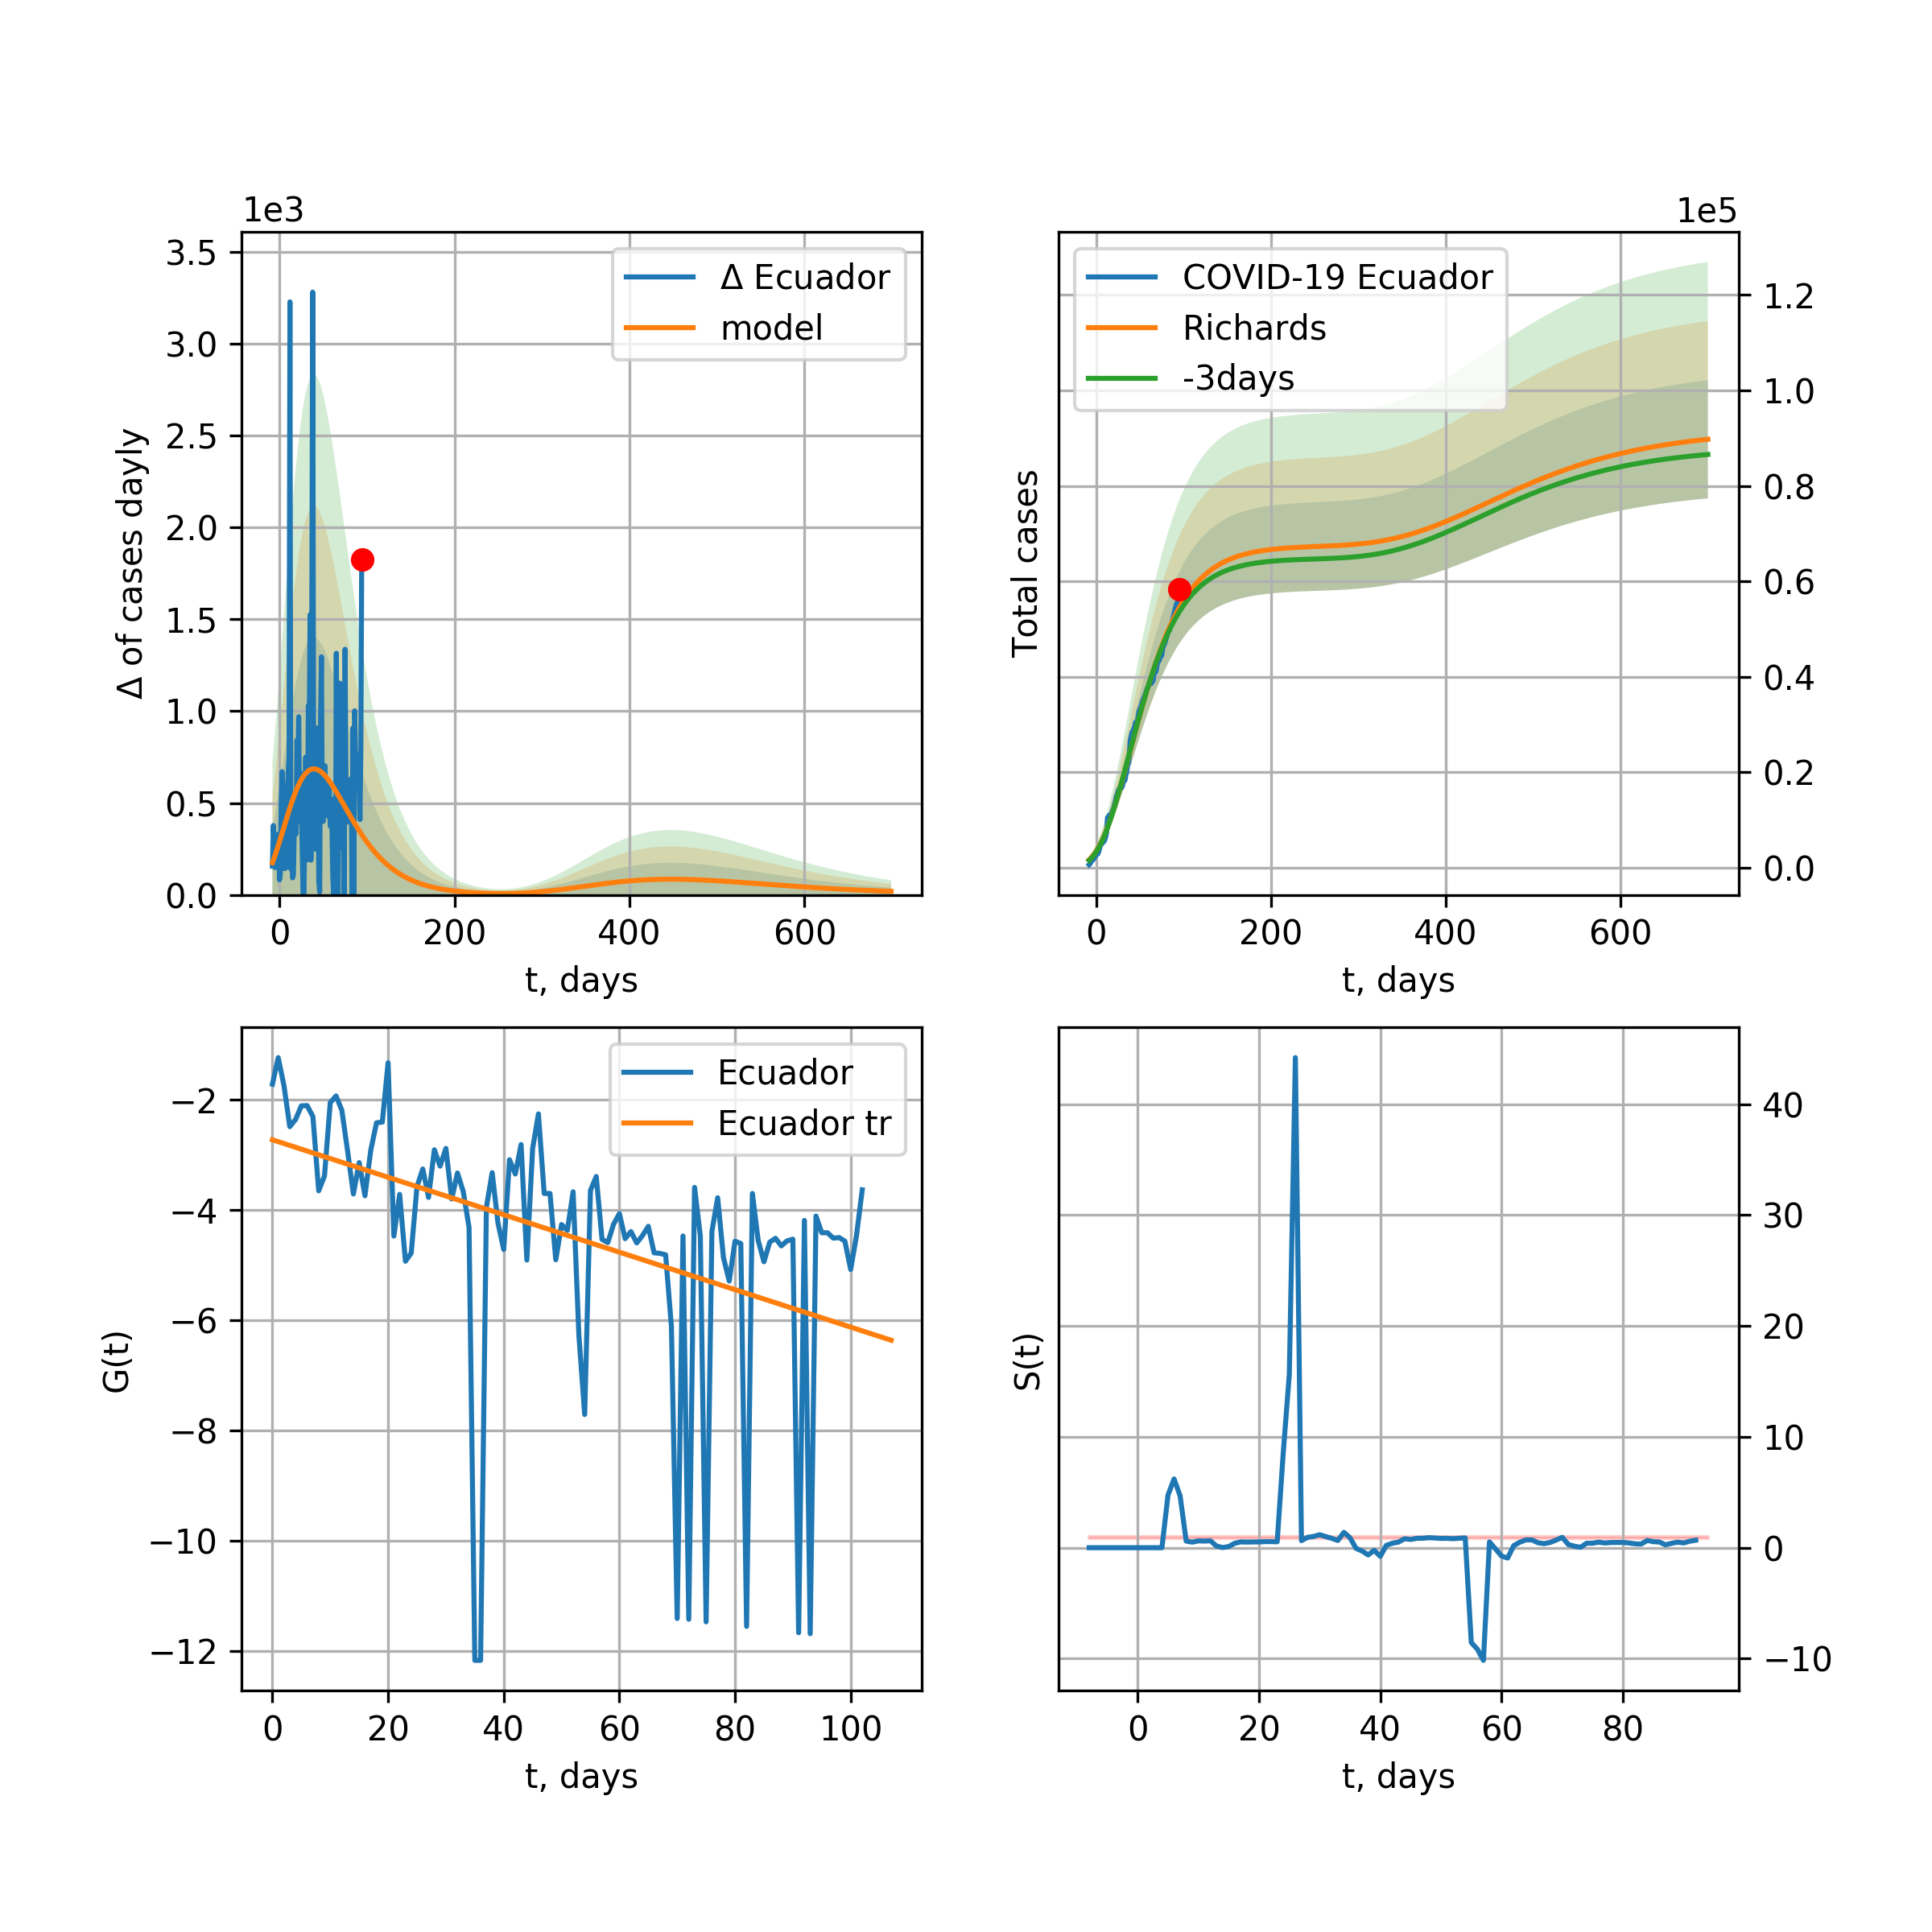 1e3
3.5
3.0
2.5
2.0
1.5
1.0
0.5
0.0
Δ of cases dayly
Δ Ecuador
model
0 200 400 600
t, days
1e5
COVID-19 Ecuador
Richards
-3days
Total cases
1.2
1.0
0.8
0.6
0.4
0.2
0.0
0 200 400 600
t, days
Ecuador
Ecuador tr
G(t)
−2
−4
−6
−8
−10
−12
0 20 40 60 80 100
t, days
S(t)
40
30
20
10
0
−10
0 20 40 60 80
t, days